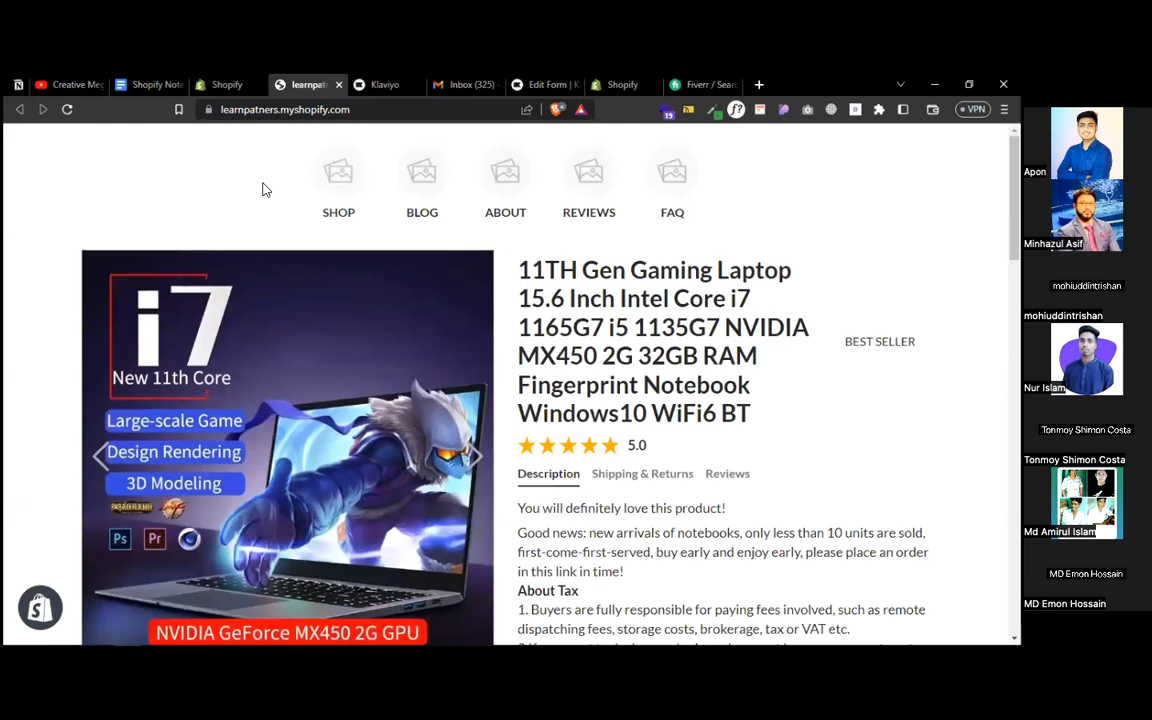 Creative Me
Shopify Note
Shopify
learnpatn
Klaviyo
Inbox (325)
Edit Form | K
Shopify
Fiverr / Sear
learnpatners.myshopify.com
VPN
SHOP
BLOG
ABOUT
REVIEWS
FAQ
i7
New 11th Core
Large-scale Game
Design Rendering
3D Modeling
Ps
Pr
NVIDIA GeForce MX450 2G GPU
11TH Gen Gaming Laptop
15.6 Inch Intel Core i7
1165G7 i5 1135G7 NVIDIA
MX450 2G 32GB RAM
Fingerprint Notebook
Windows10 WiFi6 BT
BEST SELLER
5.0
Description
Shipping & Returns
Reviews
You will definitely love this product!
Good news: new arrivals of notebooks, only less than 10 units are sold,
first-come-first-served, buy early and enjoy early, please place an order
in this link in time!
About Tax
1. Buyers are fully responsible for paying fees involved, such as remote
dispatching fees, storage costs, brokerage, tax or VAT etc.
Apon
Minhazul Asif
mohiuddintrishan
mohiuddintrishan
Nur Islam
Tonmoy Shimon Costa
Tonmoy Shimon Costa
Md Amirul Islam
MD Emon Hossain
MD Emon Hossain